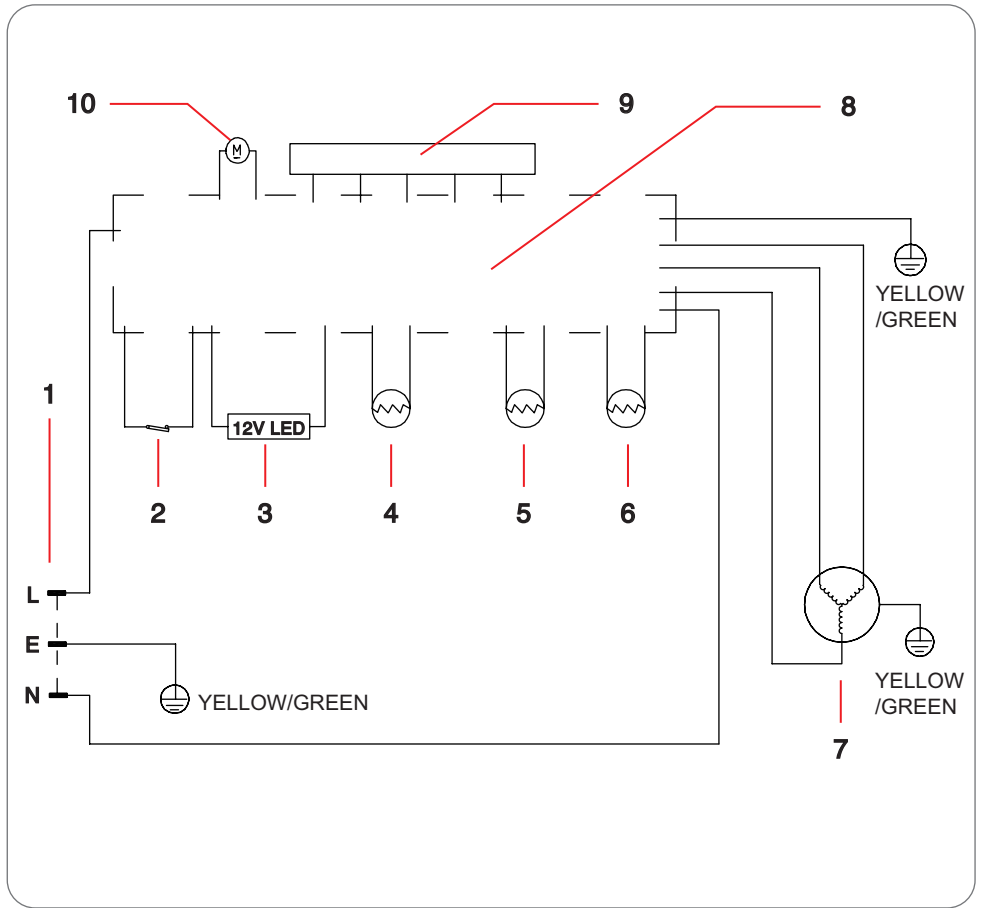 10
9
8
M
YELLOW
/GREEN
1
12V LED
2
3
4
5
6
L
E
N
YELLOW/GREEN
YELLOW
/GREEN
7